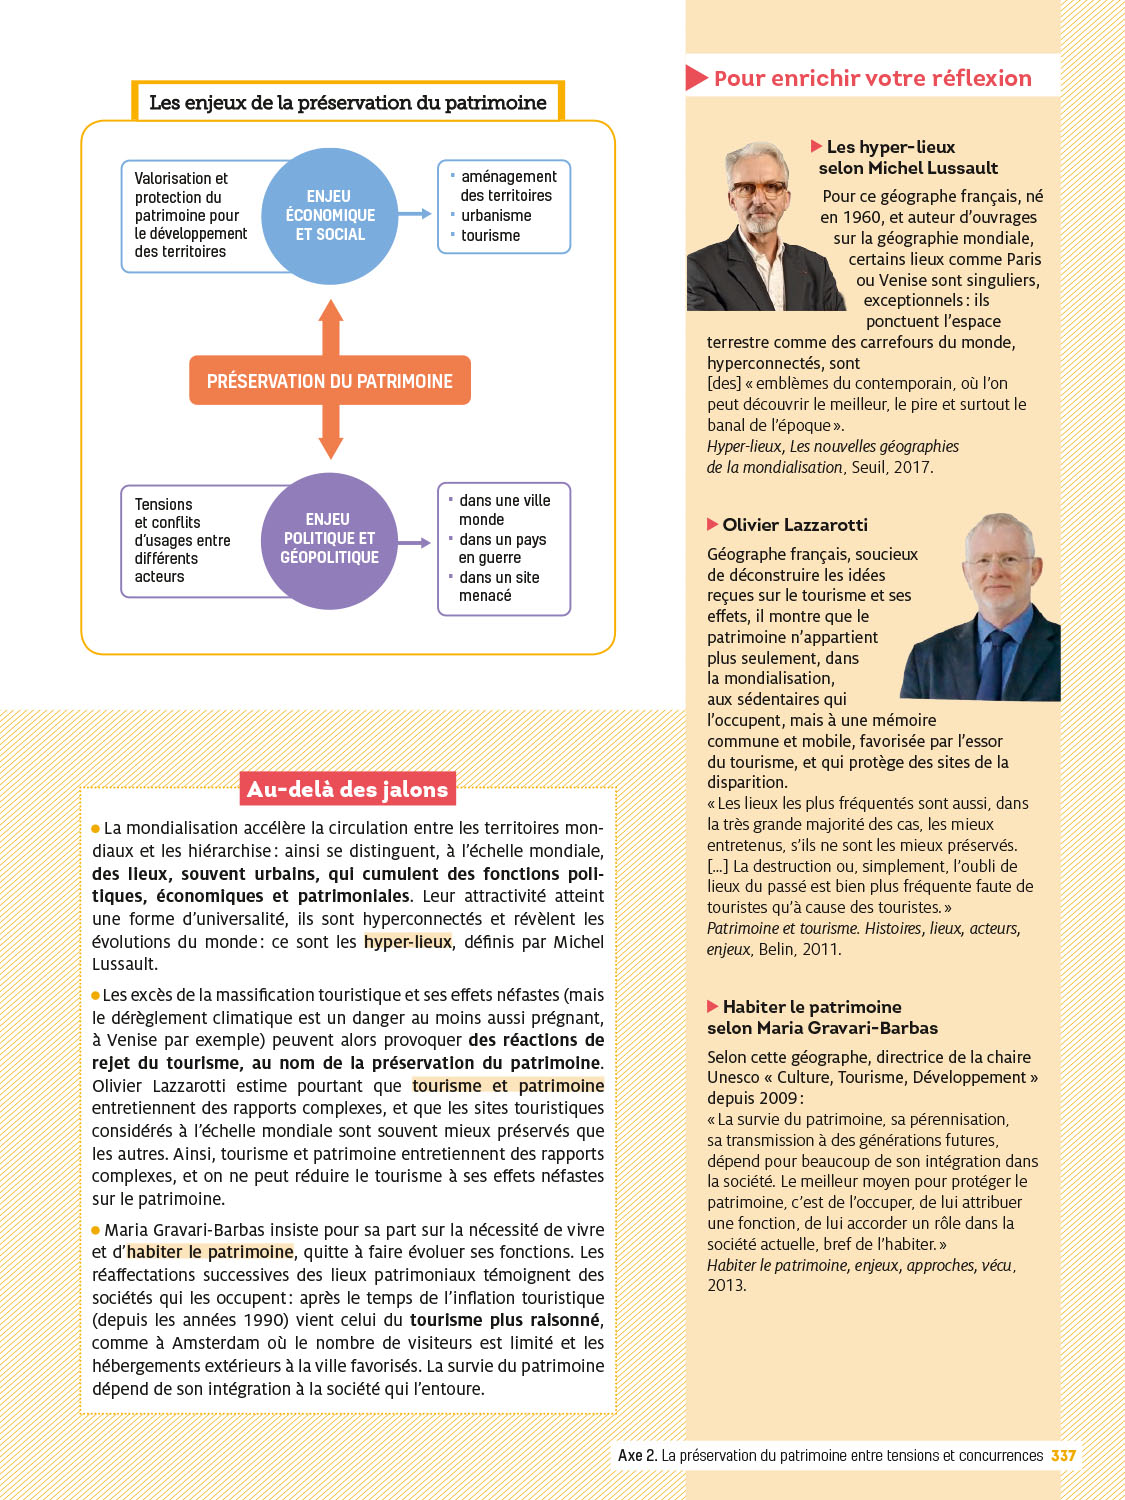 Les enjeux de la préservation du patrimoine
Valorisation et
protection du
patrimoine pour
le développement
des territoires
ENJEU
ÉCONOMIQUE
ET SOCIAL
· aménagement
des territoires
· urbanisme
· tourisme
PRÉSERVATION DU PATRIMOINE
Tensions
et conflits
d'usages entre
différents
acteurs
ENJEU
POLITIQUE ET
GÉOPOLITIQUE
· dans une ville
monde
· dans un pays
en guerre
· dans un site
menacé
Au-delà des jalons
● La mondialisation accélère la circulation entre les territoires mon-
diaux et les hiérarchise : ainsi se distinguent, à l'échelle mondiale,
des lieux, souvent urbains, qui cumulent des fonctions poli-
tiques, économiques et patrimoniales. Leur attractivité atteint
une forme d'universalité, ils sont hyperconnectés et révèlent les
évolutions du monde : ce sont les hyper-lieux, définis par Michel
Lussault.
● Les excès de la massification touristique et ses effets néfastes (mais
le dérèglement climatique est un danger au moins aussi prégnant,
à Venise par exemple) peuvent alors provoquer des réactions de
rejet du tourisme, au nom de la préservation du patrimoine.
Olivier Lazzarotti estime pourtant que tourisme et patrimoine
entretiennent des rapports complexes, et que les sites touristiques
considérés à l'échelle mondiale sont souvent mieux préservés que
les autres. Ainsi, tourisme et patrimoine entretiennent des rapports
complexes, et on ne peut réduire le tourisme à ses effets néfastes
sur le patrimoine.
● Maria Gravari-Barbas insiste pour sa part sur la nécessité de vivre
et d'habiter le patrimoine, quitte à faire évoluer ses fonctions. Les
réaffectations successives des lieux patrimoniaux témoignent des
sociétés qui les occupent : après le temps de l'inflation touristique
(depuis les années 1990) vient celui du tourisme plus raisonné,
comme à Amsterdam où le nombre de visiteurs est limité et les
hébergements extérieurs à la ville favorisés. La survie du patrimoine
dépend de son intégration à la société qui l'entoure.
Pour enrichir votre réflexion
Les hyper-lieux
selon Michel Lussault
Pour ce géographe français, né
en 1960, et auteur d'ouvrages
sur la géographie mondiale,
certains lieux comme Paris
ou Venise sont singuliers,
exceptionnels : ils
ponctuent l'espace
terrestre comme des carrefours du monde,
hyperconnectés, sont
[des] « emblèmes du contemporain, où l'on
peut découvrir le meilleur, le pire et surtout le
banal de l'époque ».
Hyper-lieux, Les nouvelles géographies
de la mondialisation, Seuil, 2017.
Olivier Lazzarotti
Géographe français, soucieux
de déconstruire les idées
reçues sur le tourisme et ses
effets, il montre que le
patrimoine n'appartient
plus seulement, dans
la mondialisation,
aux sédentaires qui
l'occupent, mais à une mémoire
commune et mobile, favorisée par l'essor
du tourisme, et qui protège des sites de la
disparition.
« Les lieux les plus fréquentés sont aussi, dans
la très grande majorité des cas, les mieux
entretenus, s'ils ne sont les mieux préservés.
[...] La destruction ou, simplement, l'oubli de
lieux du passé est bien plus fréquente faute de
touristes qu'à cause des touristes. »
Patrimoine et tourisme. Histoires, lieux, acteurs,
enjeux, Belin, 2011.
Habiter le patrimoine
selon Maria Gravari-Barbas
Selon cette géographe, directrice de la chaire
Unesco « Culture, Tourisme, Développement »
depuis 2009 :
« La survie du patrimoine, sa pérennisation,
sa transmission à des générations futures,
dépend pour beaucoup de son intégration dans
la société. Le meilleur moyen pour protéger le
patrimoine, c'est de l'occuper, de lui attribuer
une fonction, de lui accorder un rôle dans la
société actuelle, bref de l'habiter. »
Habiter le patrimoine, enjeux, approches, vécu,
2013.
Axe 2. La préservation du patrimoine entre tensions et concurrences 337